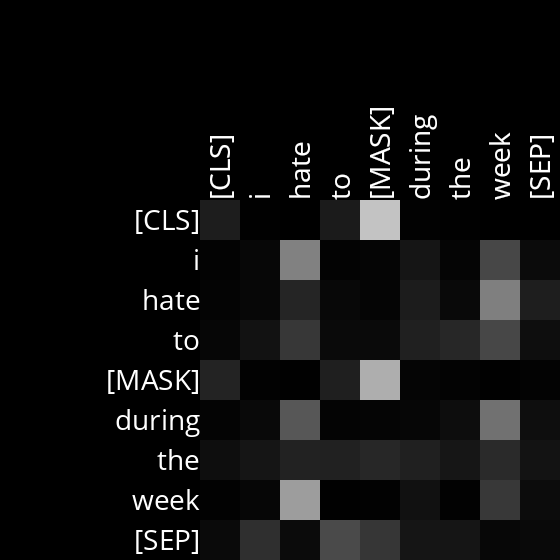 [CLS] i hate to [MASK] during the week [SEP]
[CLS]
i
hate
to
[MASK]
during
the
week
[SEP]